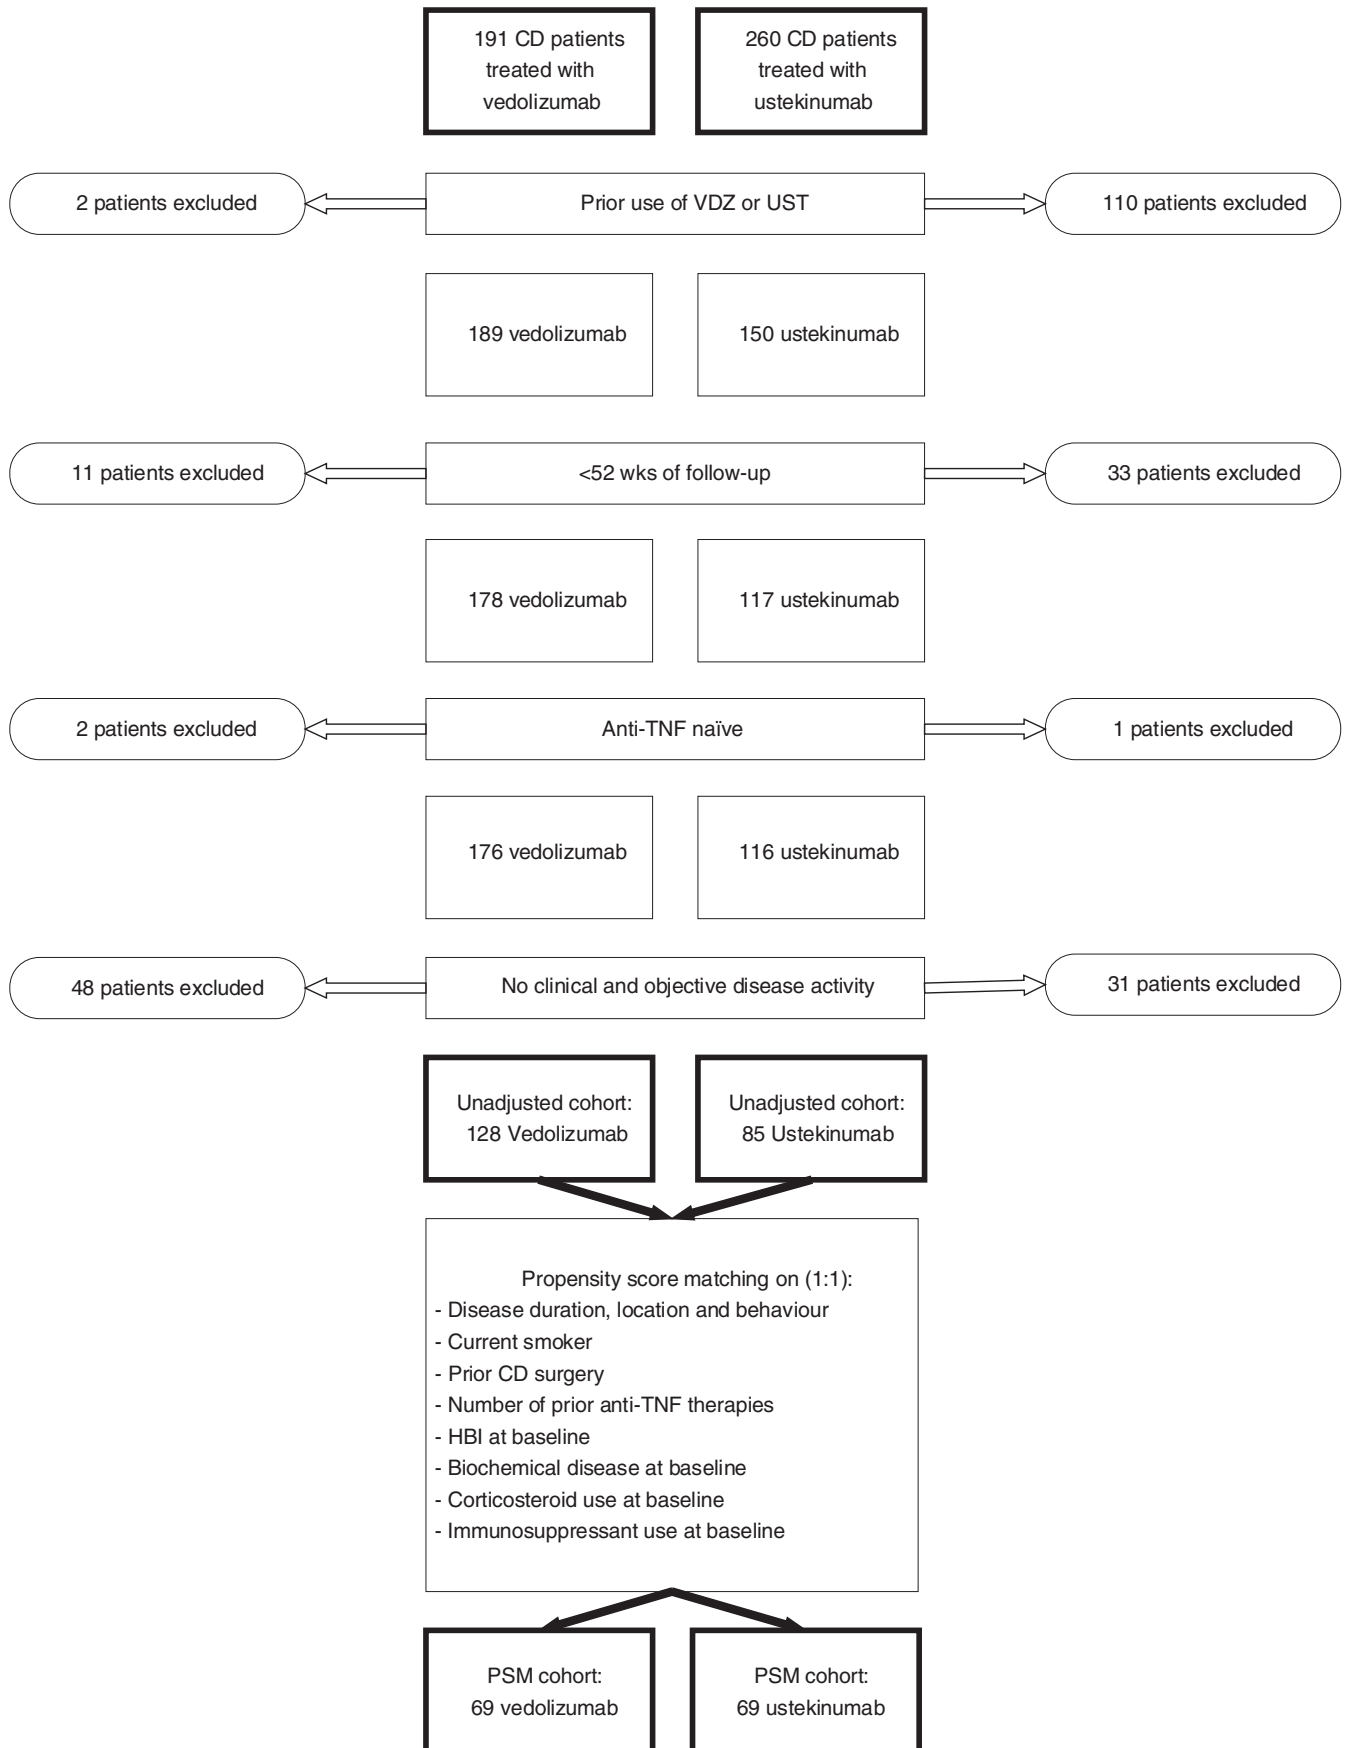 191 CD patients
treated with
vedolizumab
260 CD patients
treated with
ustekinumab
2 patients excluded
Prior use of VDZ or UST
110 patients excluded
189 vedolizumab
150 ustekinumab
11 patients excluded
<52 wks of follow-up
33 patients excluded
178 vedolizumab
117 ustekinumab
2 patients excluded
Anti-TNF naïve
1 patients excluded
176 vedolizumab
116 ustekinumab
48 patients excluded
No clinical and objective disease activity
31 patients excluded
Unadjusted cohort:
128 Vedolizumab
Unadjusted cohort:
85 Ustekinumab
Propensity score matching on (1:1):
- Disease duration, location and behaviour
- Current smoker
- Prior CD surgery
- Number of prior anti-TNF therapies
- HBI at baseline
- Biochemical disease at baseline
- Corticosteroid use at baseline
- Immunosuppressant use at baseline
PSM cohort:
69 vedolizumab
PSM cohort:
69 ustekinumab